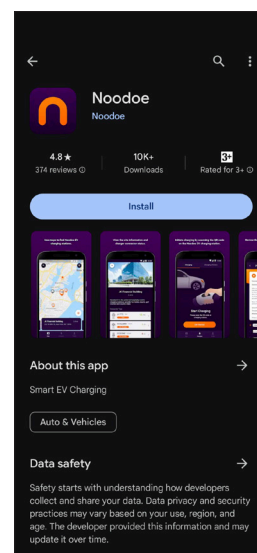 Noodoe
Noodoe
4.8★
374 reviews
10K+
Downloads
3+
Rated for 3+
Install
Start Charging
About this app
Smart EV Charging
Auto & Vehicles
Data safety
Safety starts with understanding how developers
collect and share your data. Data privacy and security
practices may vary based on your use, region, and
age. The developer provided this information and may
update it over time.